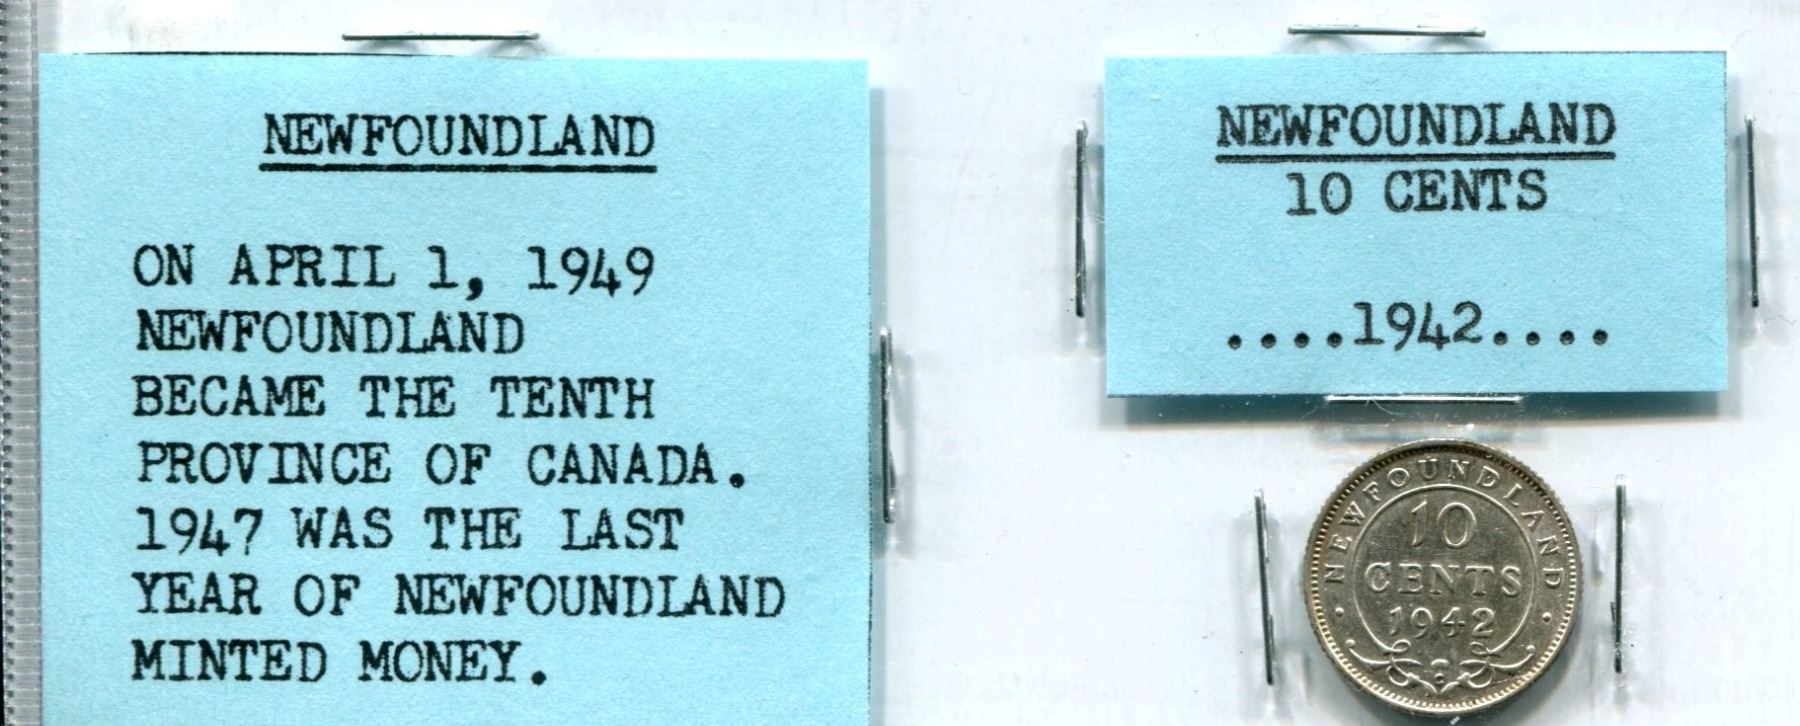 NEWFOUNDLAND
ON APRIL 1, 1949
NEWFOUNDLAND
BECAME THE TENTH
PROVINCE OF CANADA.
1947 WAS THE LAST
YEAR OF NEWFOUNDLAND
MINTED MONEY.
NEWFOUNDLAND
10 CENTS
....1942....
• NEWFOUNDLAND •
10
CENTS
1942
C